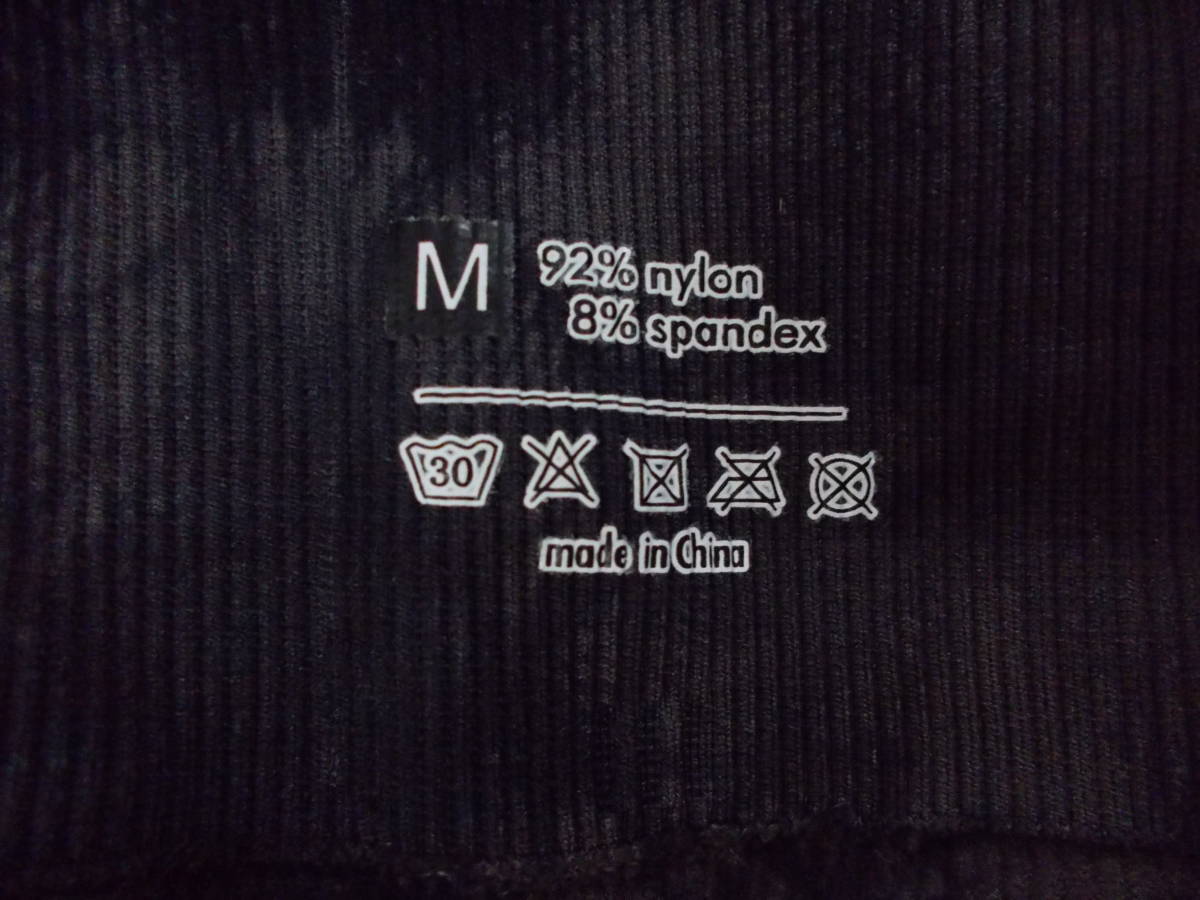 M
92% nylon
8% spandex
30
made in China